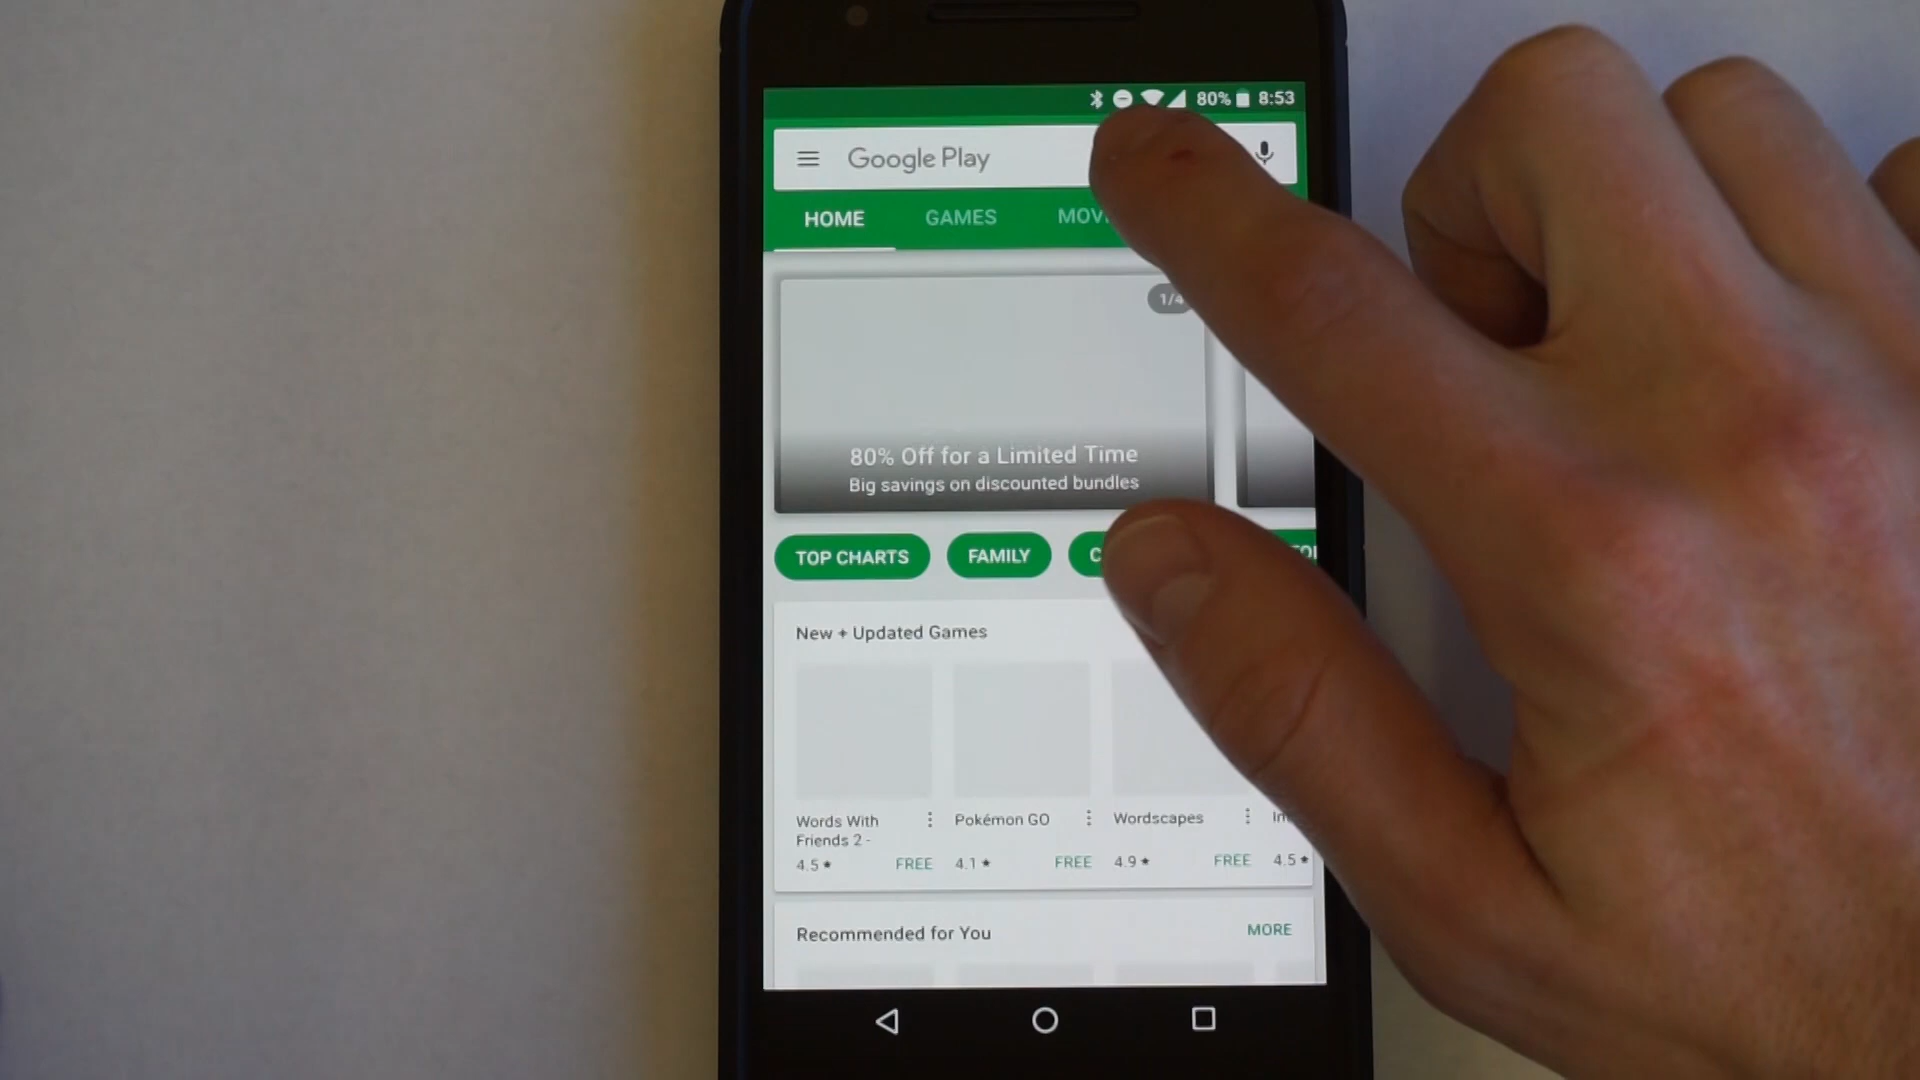 80% 8:53
Google Play
HOME GAMES
1/4
80% Off for a Limited Time
Big savings on discounted bundles
TOP CHARTS FAMILY
New + Updated Games
Words With Friends 2 -
4.5★ FREE
Pokémon GO
4.1★ FREE
Wordscapes
4.9★ FREE
4.5★
Recommended for You MORE